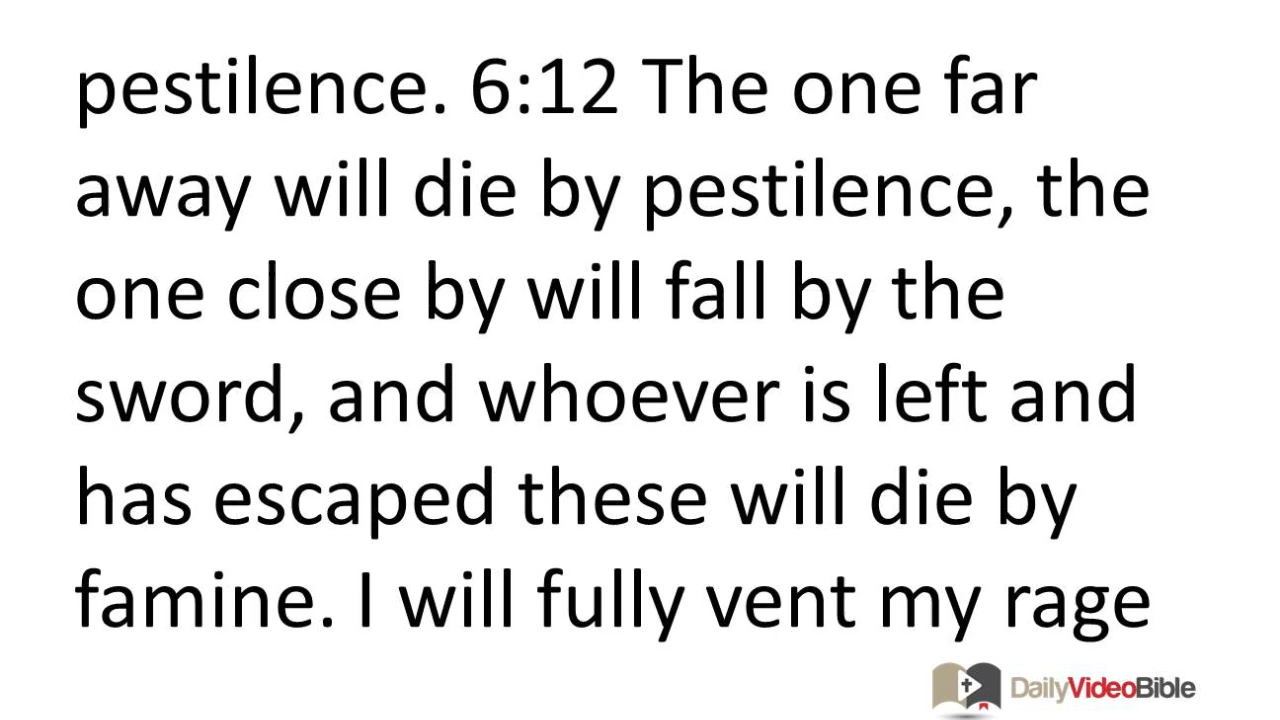 pestilence. 6:12 The one far
away will die by pestilence, the
one close by will fall by the
sword, and whoever is left and
has escaped these will die by
famine. I will fully vent my rage
DailyVideoBible